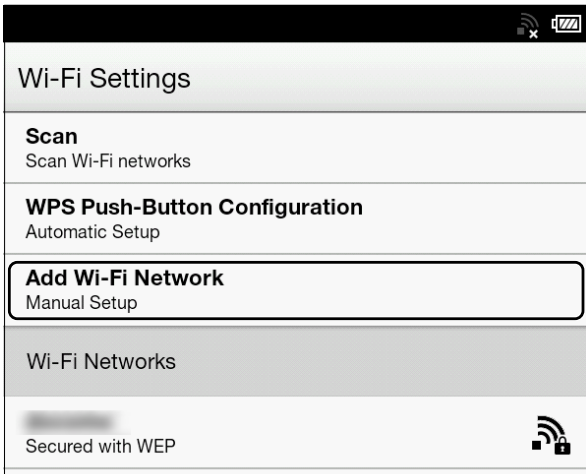 Wi-Fi Settings
Scan
Scan Wi-Fi networks
WPS Push-Button Configuration
Automatic Setup
Add Wi-Fi Network
Manual Setup
Wi-Fi Networks
Secured with WEP